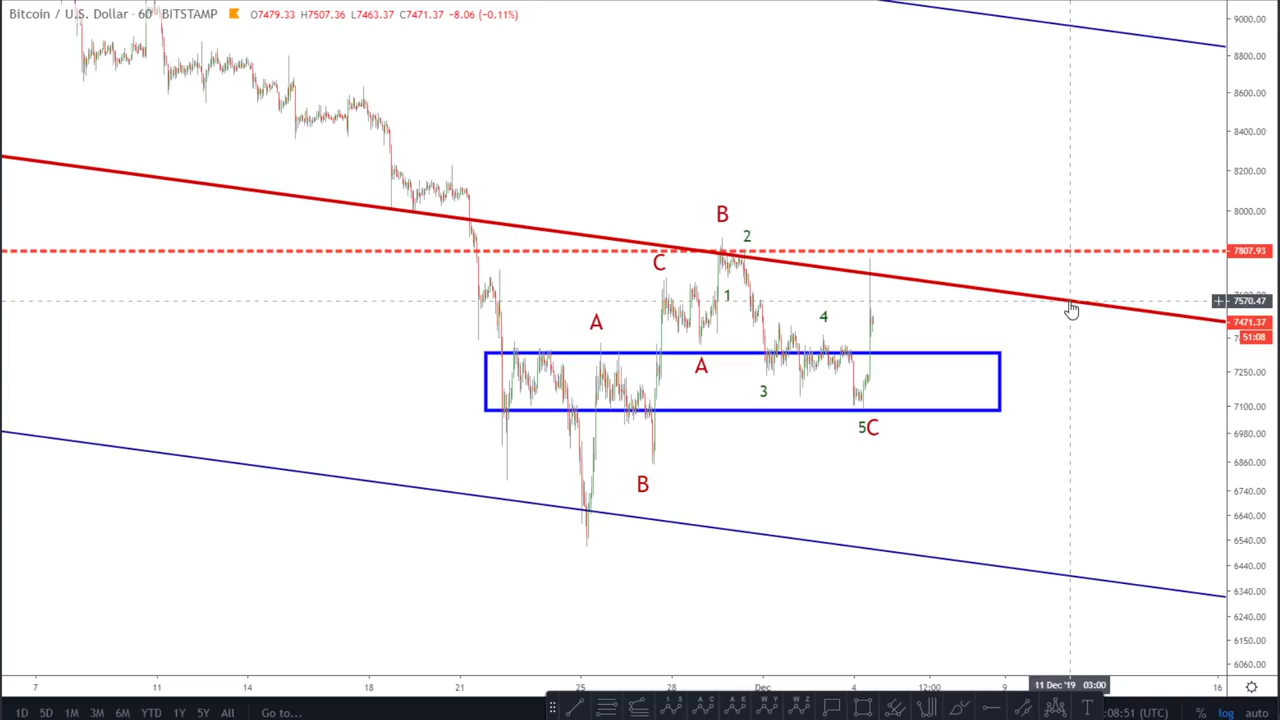 Bitcoin / U.S. Dollar · 60 BITSTAMP O7479.33 H7507.36 L7463.37 C7471.37 -8.06 (-0.11%)
9000.00
8800.00
8600.00
8400.00
8200.00
8000.00
B
2
7807.93
C
1
7570.47
A
4
7471.37
51:08
A
7250.00
3
7100.00
5C
6980.00
6860.00
B
6740.00
6640.00
6540.00
6440.00
6340.00
6240.00
6150.00
6060.00
7 11 14 18 21 25 28 Dec 4 12:00 9 11 Dec '19 03:00 16
1D 5D 1M 3M 6M YTD 1Y 5Y All Go to... :08:51 (UTC) % log auto